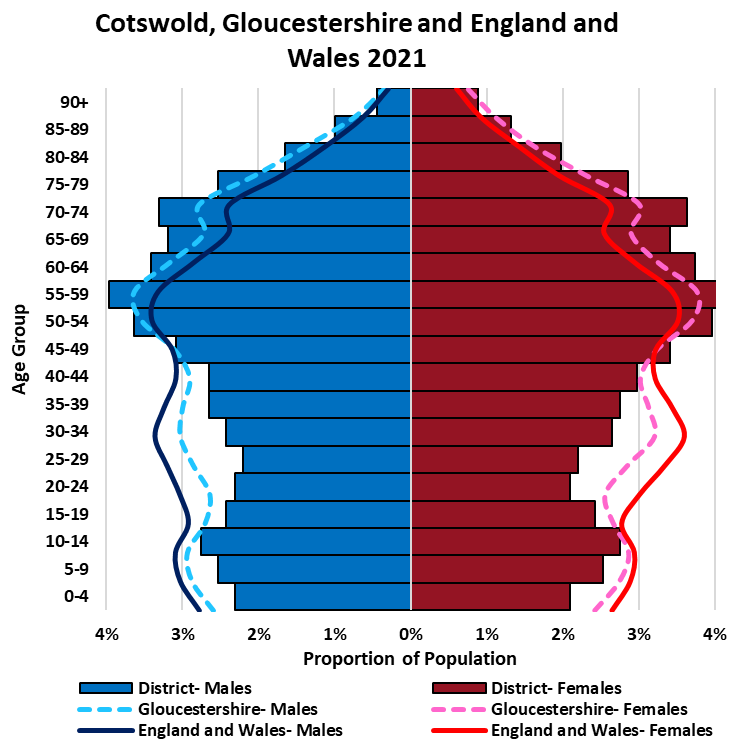 Cotswold, Gloucestershire and England and
Wales 2021
Age Group
90+
85-89
80-84
75-79
70-74
65-69
60-64
55-59
50-54
45-49
40-44
35-39
30-34
25-29
20-24
15-19
10-14
5-9
0-4
4% 3% 2% 1% 0% 1% 2% 3% 4%
Proportion of Population
District- Males District- Females
Gloucestershire- Males Gloucestershire- Females
England and Wales- Males England and Wales- Females